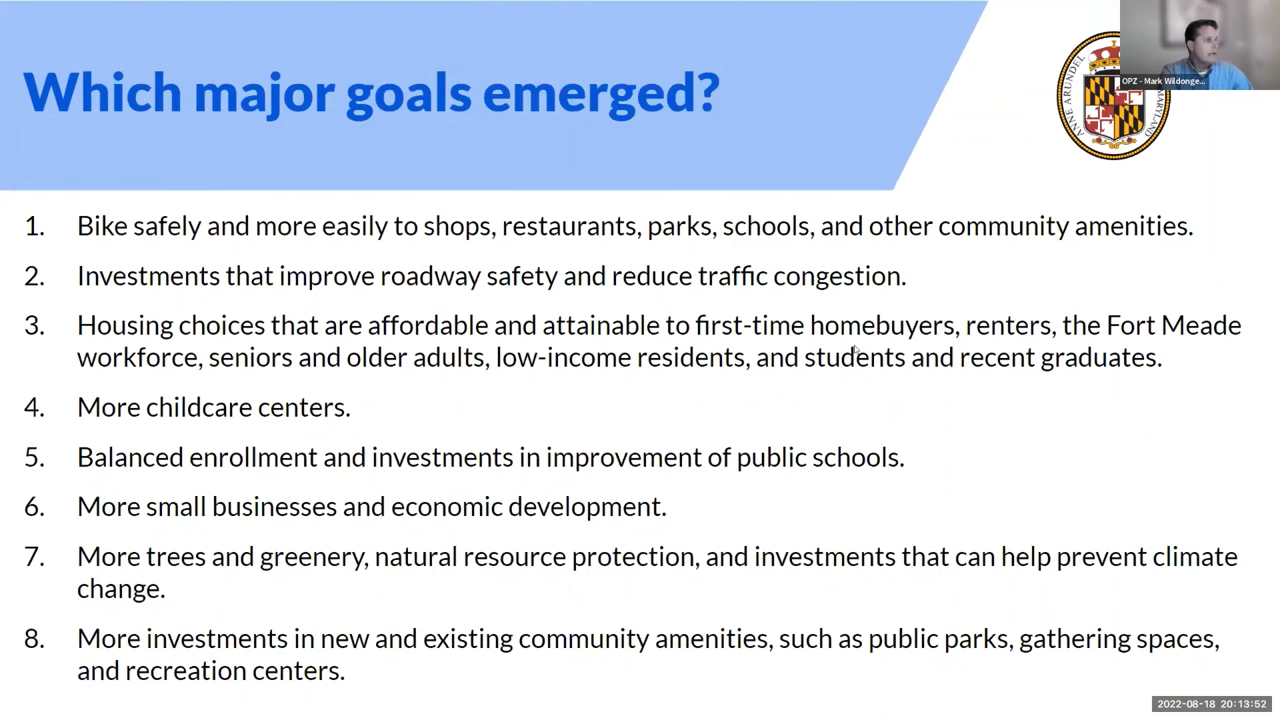 Which major goals emerged?
ANNE ARUNDEL
MARYLAND
OPZ - Mark Wildonge...
1. Bike safely and more easily to shops, restaurants, parks, schools, and other community amenities.
2. Investments that improve roadway safety and reduce traffic congestion.
3. Housing choices that are affordable and attainable to first-time homebuyers, renters, the Fort Meade
workforce, seniors and older adults, low-income residents, and students and recent graduates.
4. More childcare centers.
5. Balanced enrollment and investments in improvement of public schools.
6. More small businesses and economic development.
7. More trees and greenery, natural resource protection, and investments that can help prevent climate
change.
8. More investments in new and existing community amenities, such as public parks, gathering spaces,
and recreation centers.
2022-08-18 20:13:52